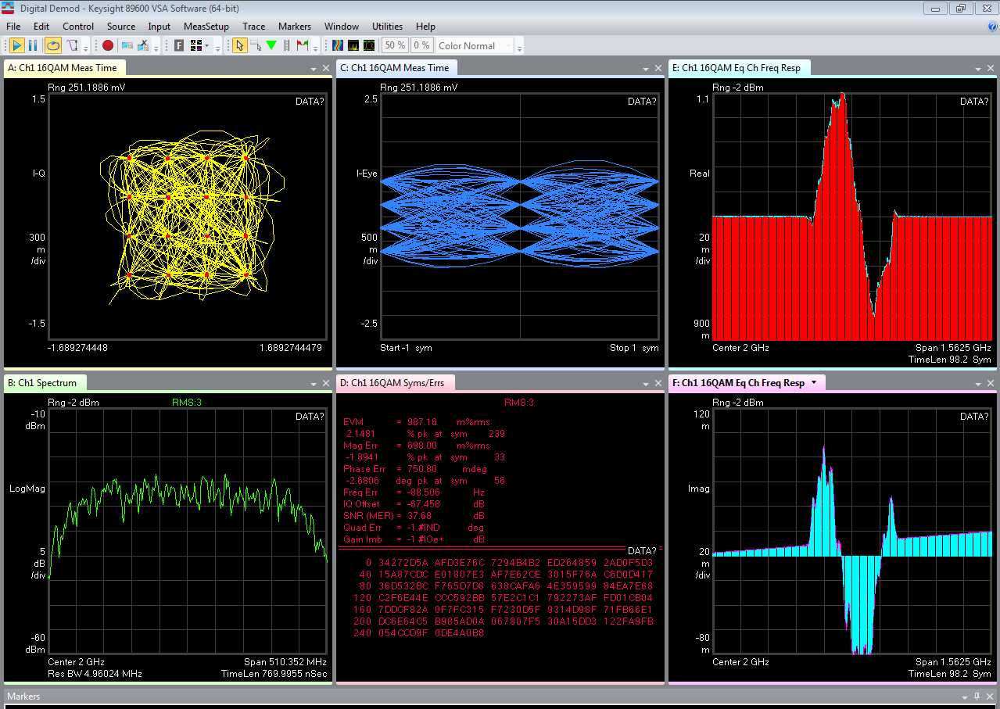 Digital Demod - Keysight 89600 VSA Software (64-bit)
File Edit Control Source Input MeasSetup Trace Markers Window Utilities Help
F 50 % 0 % Color Normal
A: Ch1 16QAM Meas Time
Rng 251.1886 mV
1.5
DATA?
I-Q
300
m
/div
-1.5
-1.689274448 1.6892744479
C: Ch1 16QAM Meas Time
Rng 251.1886 mV
2.5
DATA?
I-Eye
500
m
/div
-2.5
Start -1 sym Stop 1 sym
E: Ch1 16QAM Eq Ch Freq Resp
Rng -2 dBm
1.1
DATA?
Real
20
m
/div
900
m
Center 2 GHz Span 1.5625 GHz
TimeLen 98.2 Sym
B: Ch1 Spectrum
Rng -2 dBm RMS:3
-10
dBm
DATA?
LogMag
5
dB
/div
-60
dBm
Center 2 GHz Span 510.352 MHz
Res BW 4.96024 MHz TimeLen 769.9955 nSec
D: Ch1 16QAM Syms/Errs
RMS:3
EVM = 987.16 m%rms
2.1481 % pk at sym 239
Mag Err = 698.00 m%rms
-1.8941 % pk at sym 33
Phase Err = 750.80 mdeg
-2.6806 deg pk at sym 56
Freq Err = -88.506 Hz
IQ Offset = -67.458 dB
SNR (MER) = 37.68 dB
Quad Err = -1.#IND deg
Gain Imb = -1.#IOe+ dB
DATA?
0 34272D5A AFD3E76C 7294B4B2 ED264859 2AD0F5D3
40 15A87CDC E01807E3 AF7E62CE 3015F76A C6D0D417
80 36D532BC F765D7D8 638CAFA6 4E359599 84EA7E68
120 C2F6E44E CCC592BB 57E2C1C1 792273AF FD01CB04
160 7DDCF82A 0F7FC315 F7230D5F 9314D98F 71FB68E1
200 DC6E64C5 B985AD0A 067807F5 30A15DD3 122FA9FB
240 054CCD9F 0DE4A0B8
F: Ch1 16QAM Eq Ch Freq Resp
Rng -2 dBm
120
m
DATA?
Imag
20
m
/div
-80
m
Center 2 GHz Span 1.5625 GHz
TimeLen 98.2 Sym
Markers